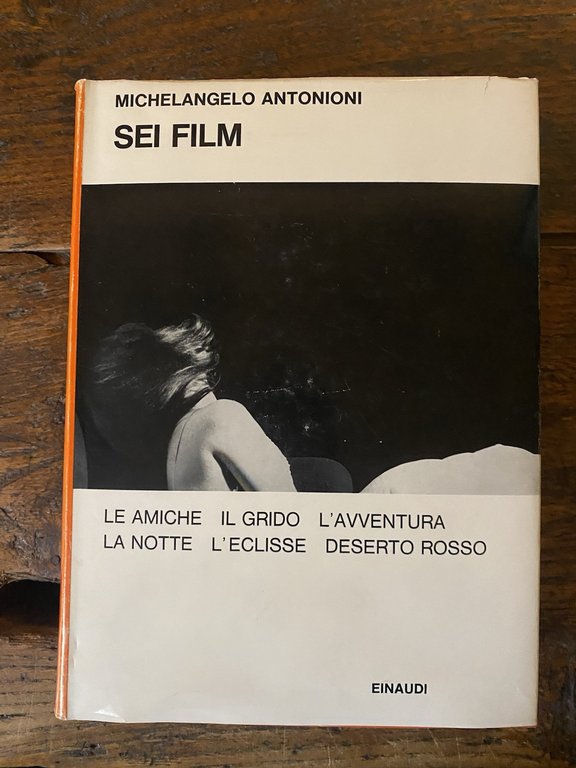 MICHELANGELO ANTONIONI
SEI FILM
LE AMICHE IL GRIDO L'AVVENTURA
LA NOTTE L'ECLISSE DESERTO ROSSO
EINAUDI